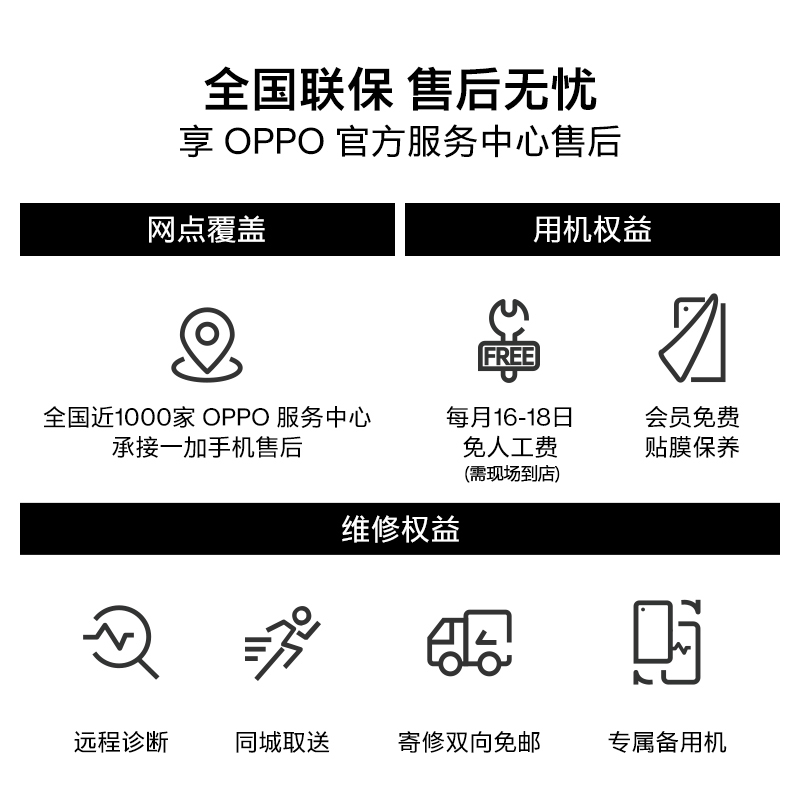 全国联保 售后无忧
享 OPPO 官方服务中心售后
网点覆盖
全国近1000家 OPPO 服务中心
承接一加手机售后
用机权益
FREE
每月16-18日
免人工费
(需现场到店)
会员免费
贴膜保养
维修权益
远程诊断
同城取送
寄修双向免邮
专属备用机